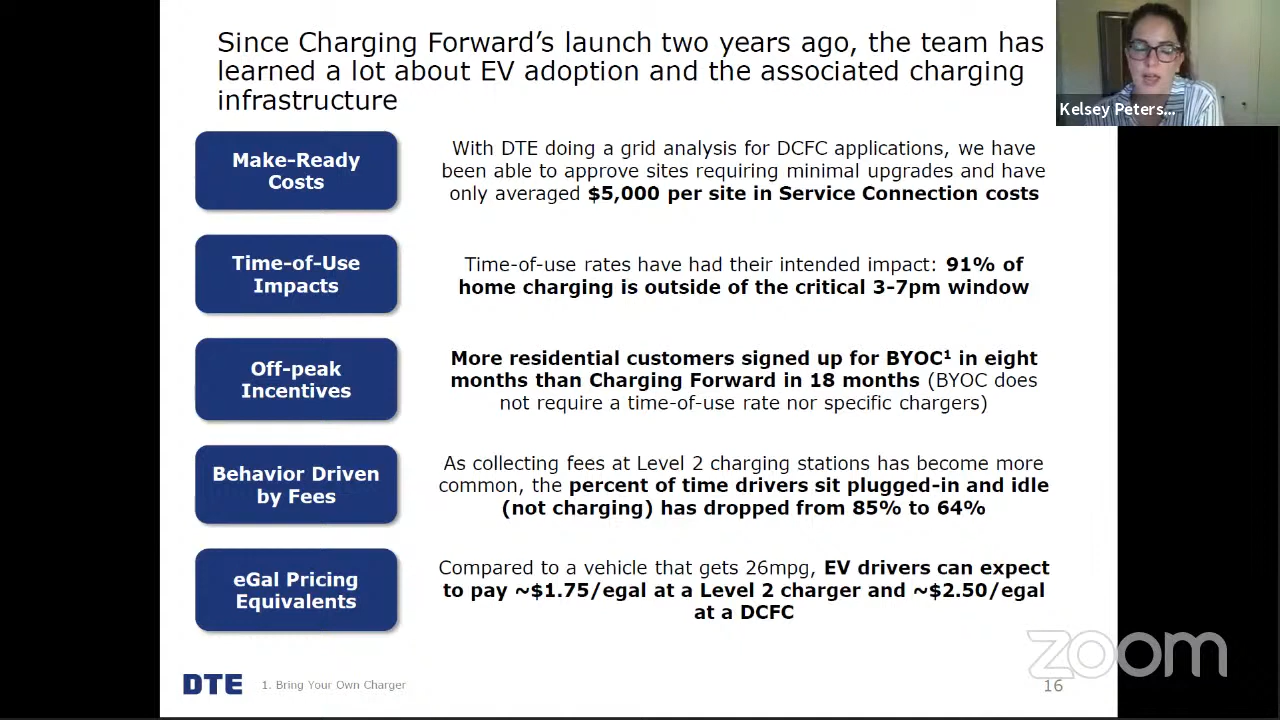 Since Charging Forward's launch two years ago, the team has
learned a lot about EV adoption and the associated charging
infrastructure
Kelsey Peters...
Make-Ready
Costs
With DTE doing a grid analysis for DCFC applications, we have
been able to approve sites requiring minimal upgrades and have
only averaged $5,000 per site in Service Connection costs
Time-of-Use
Impacts
Time-of-use rates have had their intended impact: 91% of
home charging is outside of the critical 3-7pm window
Off-peak
Incentives
More residential customers signed up for BYOC¹ in eight
months than Charging Forward in 18 months (BYOC does
not require a time-of-use rate nor specific chargers)
Behavior Driven
by Fees
As collecting fees at Level 2 charging stations has become more
common, the percent of time drivers sit plugged-in and idle
(not charging) has dropped from 85% to 64%
eGal Pricing
Equivalents
Compared to a vehicle that gets 26mpg, EV drivers can expect
to pay ~$1.75/egal at a Level 2 charger and ~$2.50/egal
at a DCFC
zoom
DTE
1. Bring Your Own Charger
16